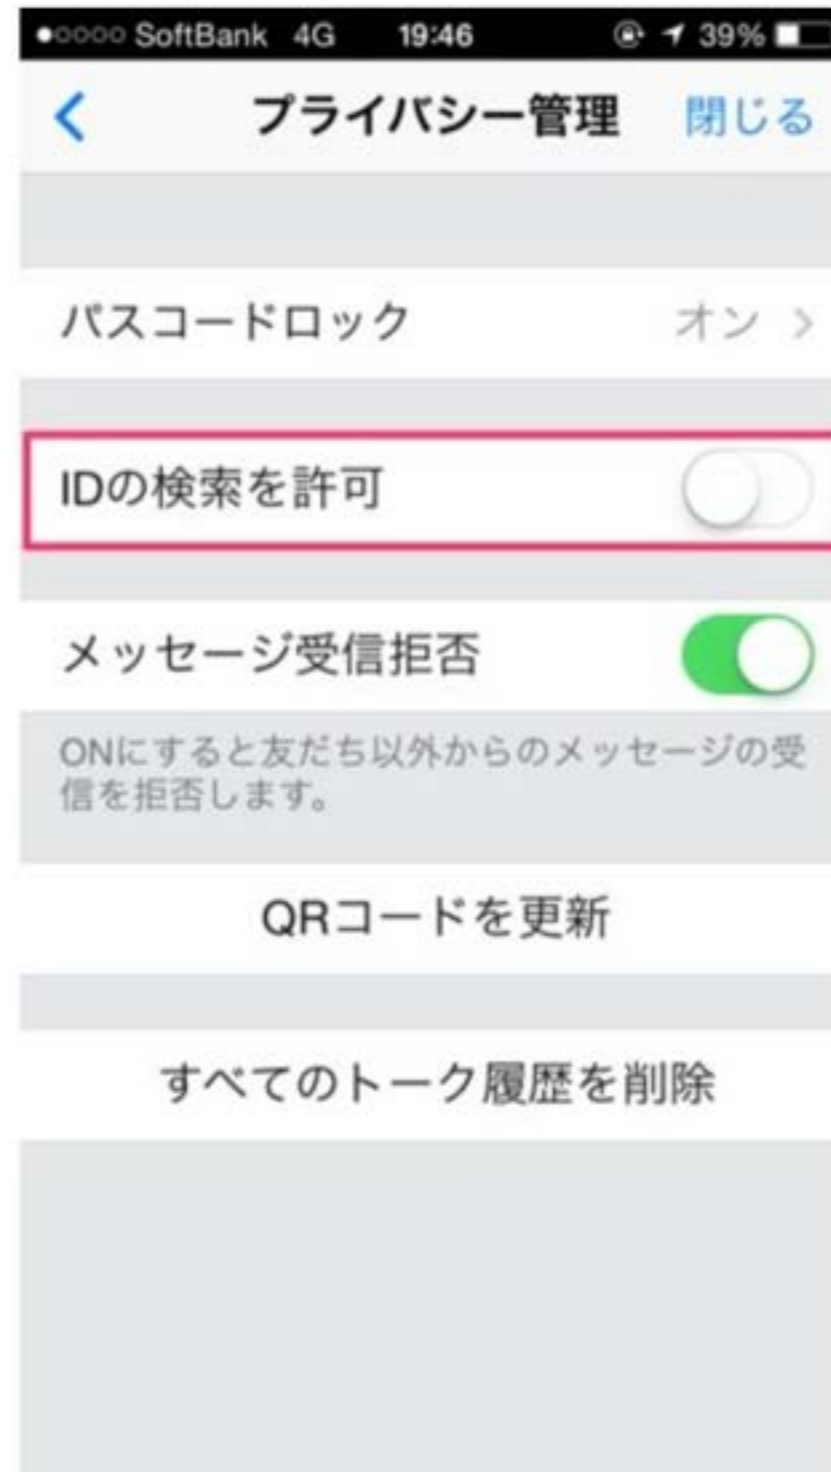 SoftBank 4G 19:46 39%
プライバシー管理 閉じる
パスコードロック オン >
IDの検索を許可
メッセージ受信拒否
ONにすると友だち以外からのメッセージの受
信を拒否します。
QRコードを更新
すべてのトーク履歴を削除